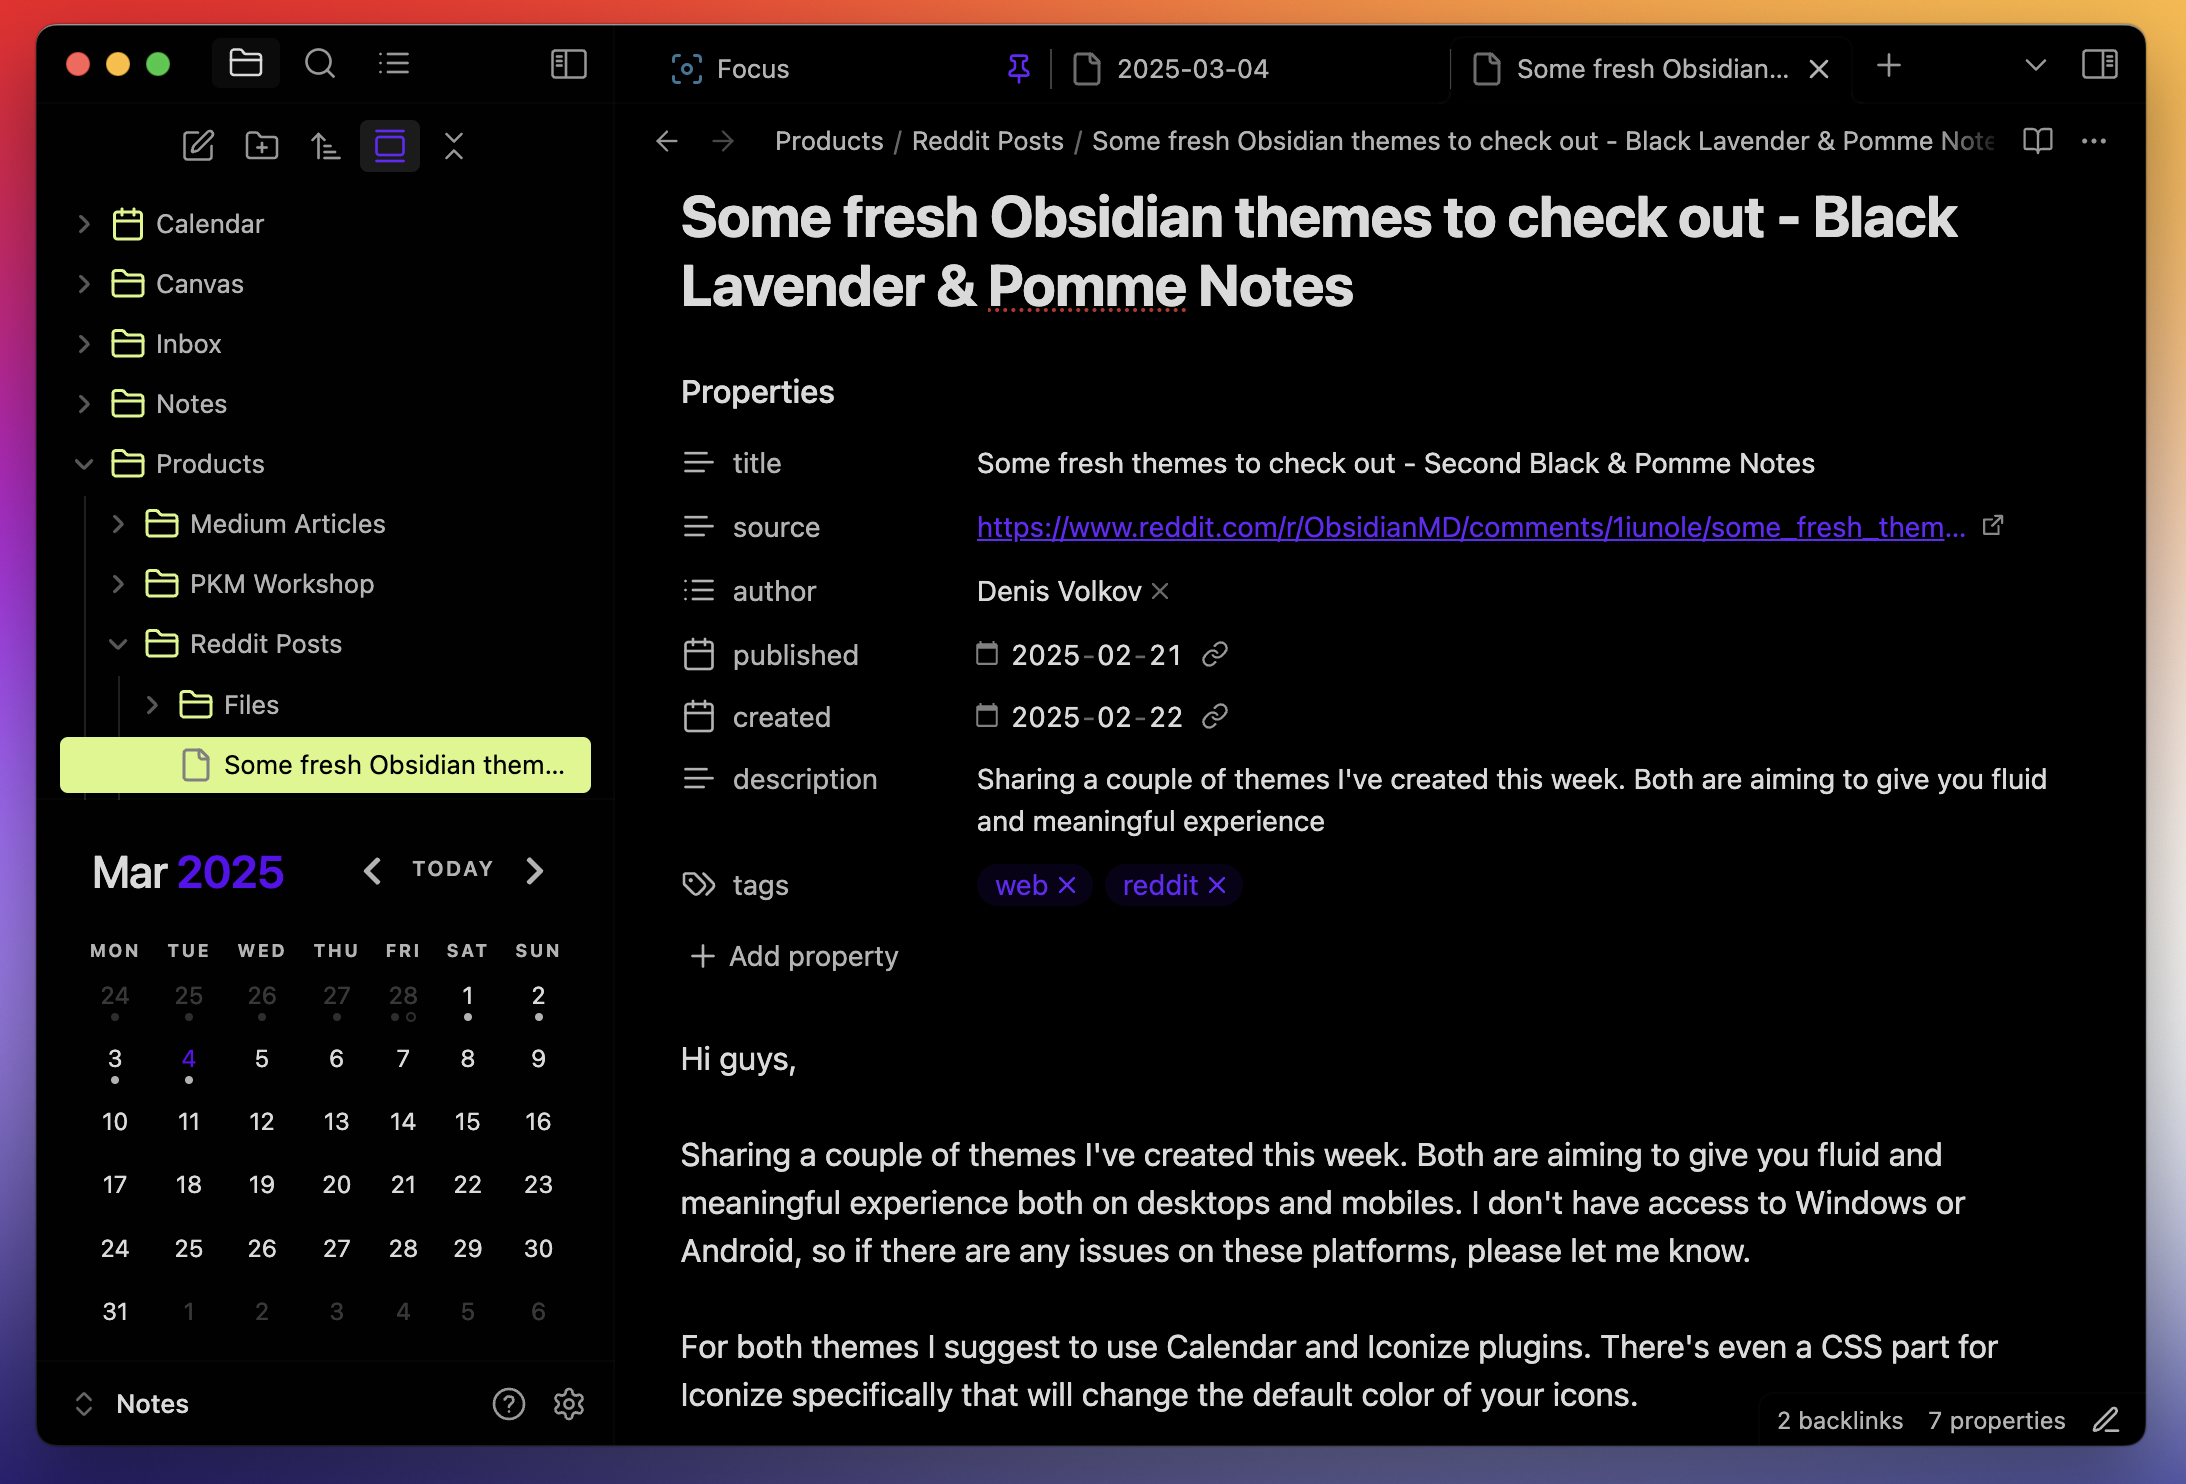 Focus
2025-03-04
Some fresh Obsidian...
Products / Reddit Posts / Some fresh Obsidian themes to check out - Black Lavender & Pomme Note
Calendar
Canvas
Inbox
Notes
Products
Medium Articles
PKM Workshop
Reddit Posts
Files
Some fresh Obsidian them...
Mar 2025
TODAY
MON TUE WED THU FRI SAT SUN
24 25 26 27 28 1 2
3 4 5 6 7 8 9
10 11 12 13 14 15 16
17 18 19 20 21 22 23
24 25 26 27 28 29 30
31 1 2 3 4 5 6
Notes
Some fresh Obsidian themes to check out - Black
Lavender & Pomme Notes
Properties
title Some fresh themes to check out - Second Black & Pomme Notes
source https://www.reddit.com/r/ObsidianMD/comments/1iunole/some_fresh_them...
author Denis Volkov
published 2025-02-21
created 2025-02-22
description Sharing a couple of themes I've created this week. Both are aiming to give you fluid
and meaningful experience
tags web reddit
Add property
Hi guys,
Sharing a couple of themes I've created this week. Both are aiming to give you fluid and
meaningful experience both on desktops and mobiles. I don't have access to Windows or
Android, so if there are any issues on these platforms, please let me know.
For both themes I suggest to use Calendar and Iconize plugins. There's even a CSS part for
Iconize specifically that will change the default color of your icons.
2 backlinks 7 properties